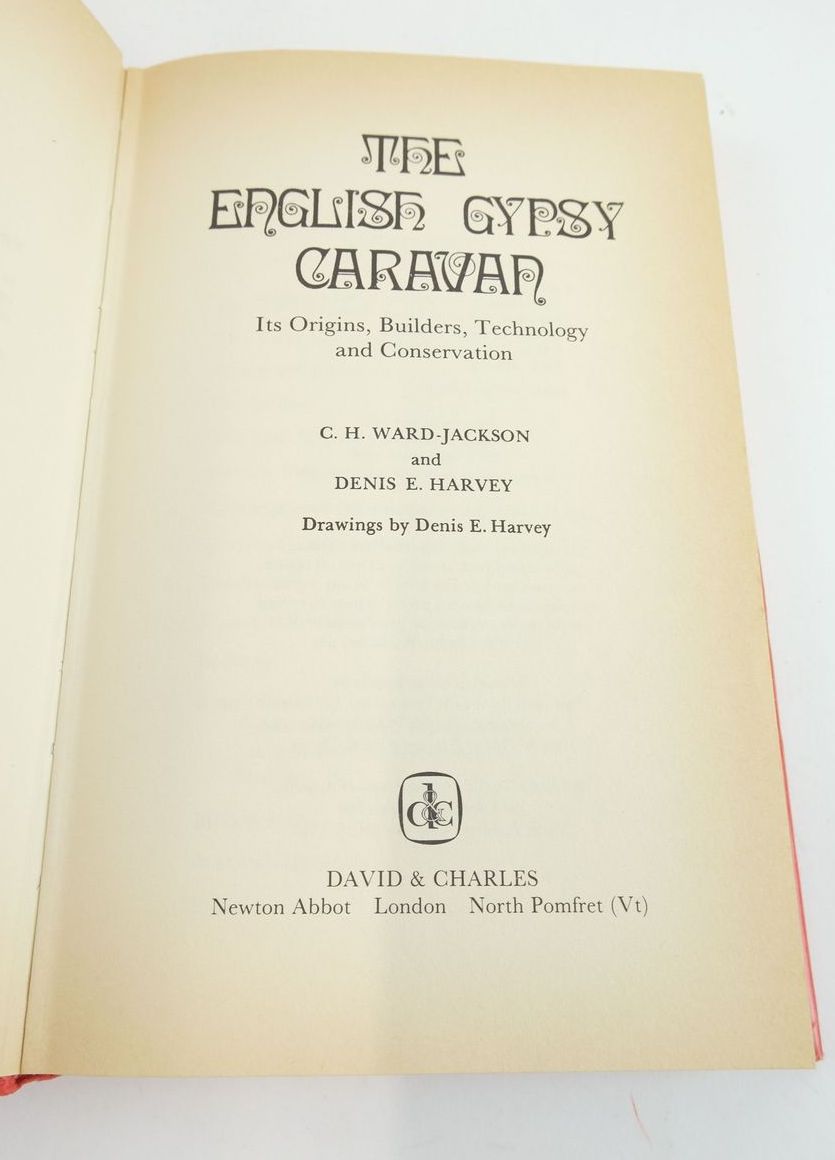 THE
ENGLISH GYPSY
CARAVAN
Its Origins, Builders, Technology
and Conservation
C. H. WARD-JACKSON
and
DENIS E. HARVEY
Drawings by Denis E. Harvey
d&c
DAVID & CHARLES
Newton Abbot London North Pomfret (Vt)